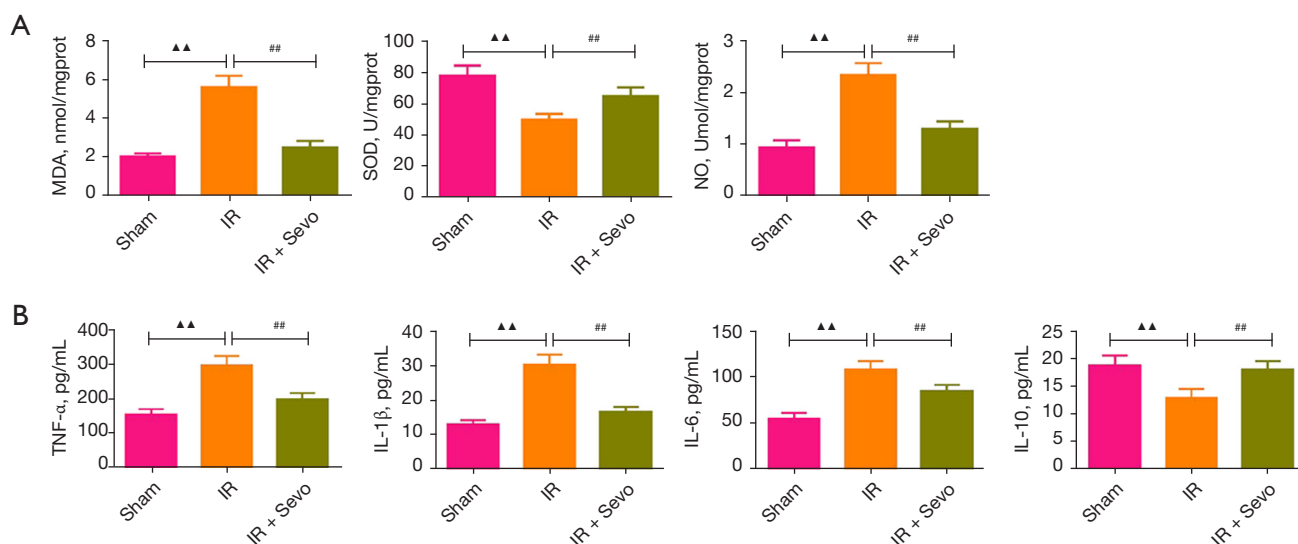 A
MDA, nmol/mgprot
8
6
4
2
0
▲▲
##
Sham
IR
IR + Sevo
SOD, U/mgprot
100
80
60
40
20
0
▲▲
##
Sham
IR
IR + Sevo
NO, Umol/mgprot
3
2
1
0
▲▲
##
Sham
IR
IR + Sevo
B
TNF-α, pg/mL
400
300
200
100
0
▲▲
##
Sham
IR
IR + Sevo
IL-1β, pg/mL
40
30
20
10
0
▲▲
##
Sham
IR
IR + Sevo
IL-6, pg/mL
150
100
50
0
▲▲
##
Sham
IR
IR + Sevo
IL-10, pg/mL
25
20
15
10
5
0
▲▲
##
Sham
IR
IR + Sevo